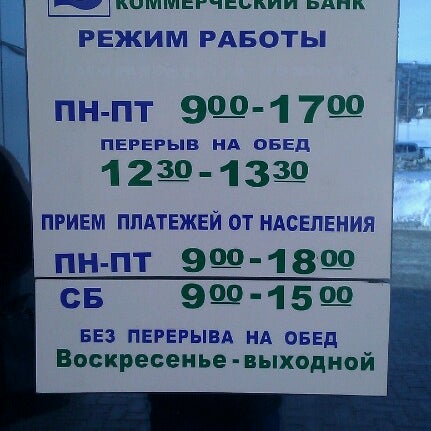 КОММЕРЧЕСКИЙ БАНК
РЕЖИМ РАБОТЫ
ПН-ПТ 900-1700
ПЕРЕРЫВ НА ОБЕД
1230-1330
ПРИЕМ ПЛАТЕЖЕЙ ОТ НАСЕЛЕНИЯ
ПН-ПТ 900-1800
СБ 900-1500
БЕЗ ПЕРЕРЫВА НА ОБЕД
Воскресенье-выходной